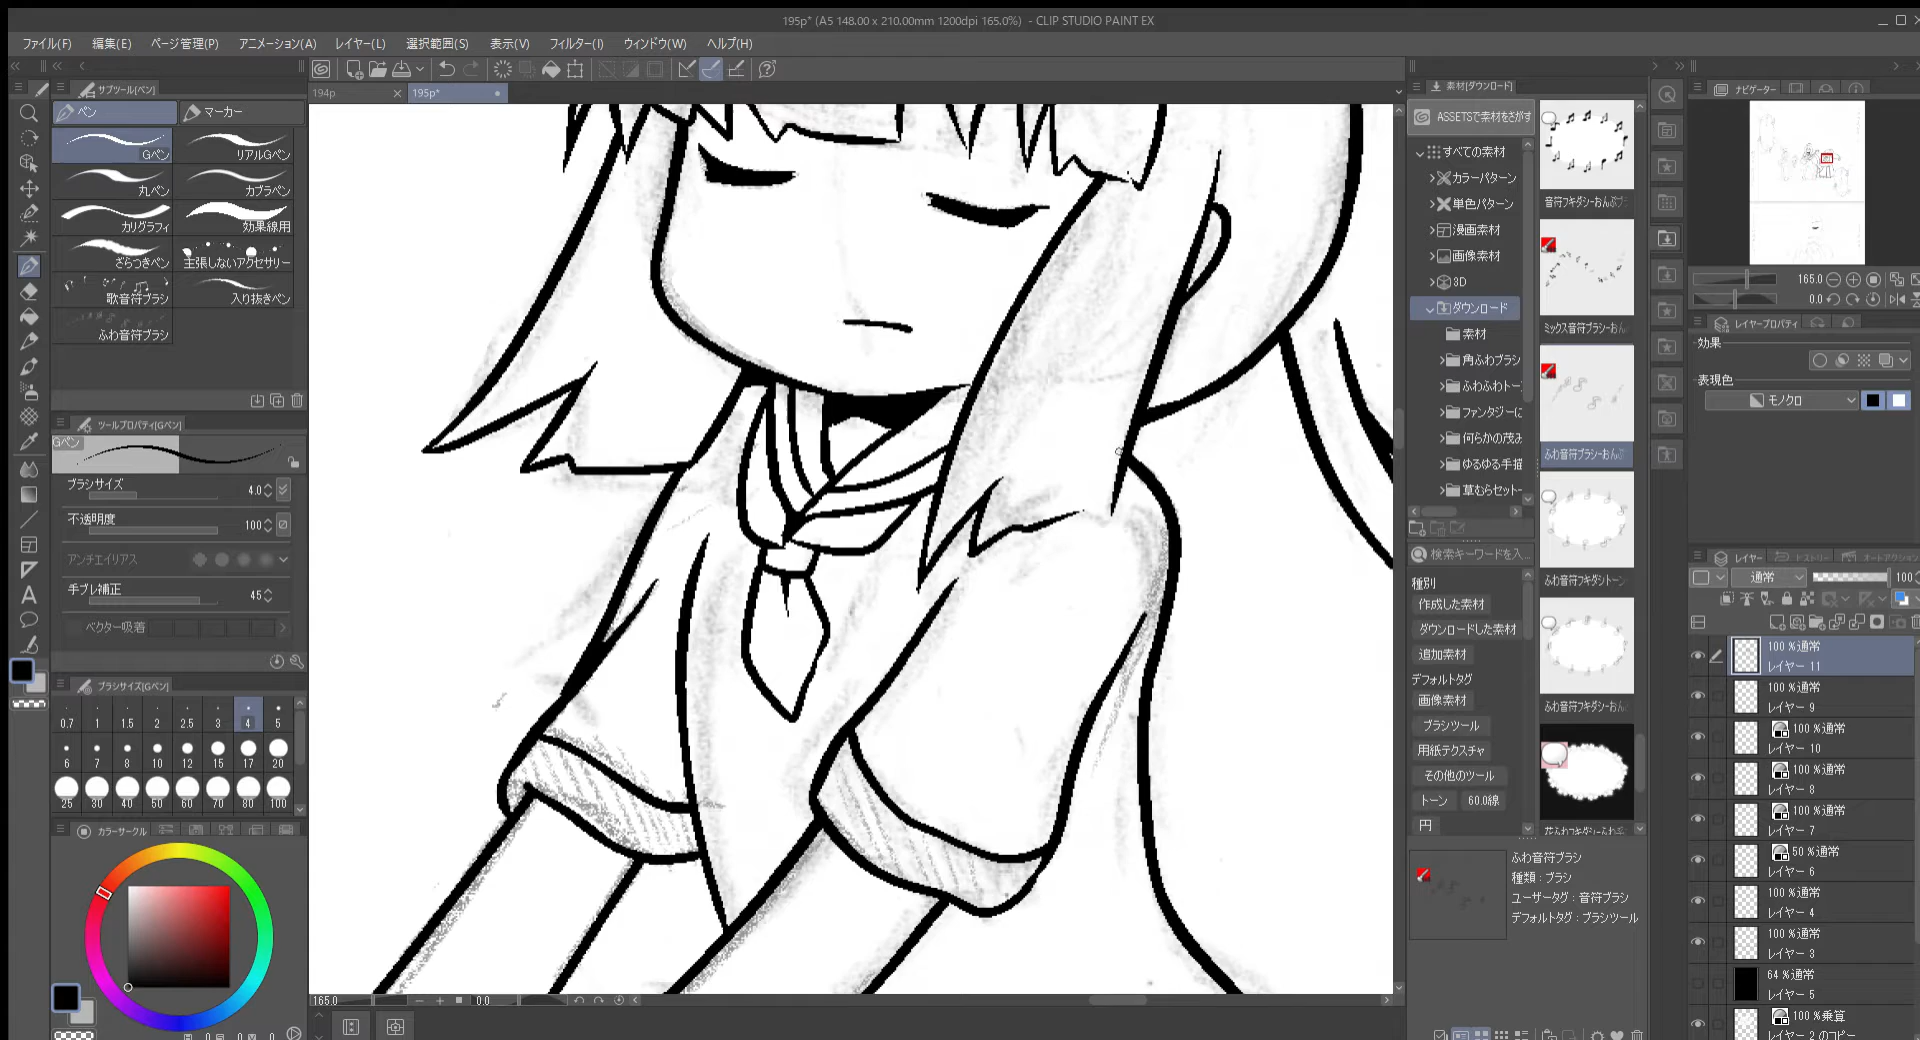 195p* (A5 148.00 x 210.00mm 1200dpi 165.0%) - CLIP STUDIO PAINT EX
ファイル(F) 編集(E) ページ管理(P) アニメーション(A) レイヤー(L) 選択範囲(S) 表示(V) フィルター(I) ウィンドウ(W) ヘルプ(H)
サブツール[ペン]
ペン
マーカー
Gペン
リアルGペン
丸ペン
カブラペン
カリグラフィ
効果線用
ざらつきペン
主張しないアクセサリー
歌音符ブラシ
入り抜きペン
ふわ音符ブラシ
ツールプロパティ[Gペン]
Gペン
ブラシサイズ 4.0
不透明度 100
アンチエイリアス
手ブレ補正 45
ベクター吸着
ブラシサイズ[Gペン]
0.7 1 1.5 2 2.5 3 4 5
6 7 8 10 12 15 17 20
25 30 40 50 60 70 80 100
カラーサークル
194p
195p*
165.0
0.0
素材[ダウンロード]
ASSETSで素材をさがす
すべての素材
カラーパターン
単色パターン
漫画素材
画像素材
3D
ダウンロード
素材
角ふわブラシ
ふわふわトー
ファンタジーに
何らかの茂み
ゆるゆる手描
草むらセット
検索キーワードを入...
種別
作成した素材
ダウンロードした素材
追加素材
デフォルトタグ
画像素材
ブラシツール
用紙テクスチャ
その他のツール
トーン 60.0線
円
音符フキダシーおんぷフ
ミックス音符ブラシーおん
ふわ音符ブラシーおんぷ
ふわ音符フキダシトーン
ふわ音符フキダシーおん
花ふわフキダシーふわ手
ふわ音符ブラシ
種類：ブラシ
ユーザータグ：音符ブラシ
デフォルトタグ：ブラシツール
ナビゲーター
165.0
0.0
レイヤープロパティ
効果
表現色
モノクロ
レイヤー
ヒストリー
オートアクション
通常 100
100 %通常
レイヤー 11
100 %通常
レイヤー 9
100 %通常
レイヤー 10
100 %通常
レイヤー 8
100 %通常
レイヤー 7
50 %通常
レイヤー 6
100 %通常
レイヤー 4
100 %通常
レイヤー 3
64 %通常
レイヤー 5
100 %乗算
レイヤー 2 のコピー